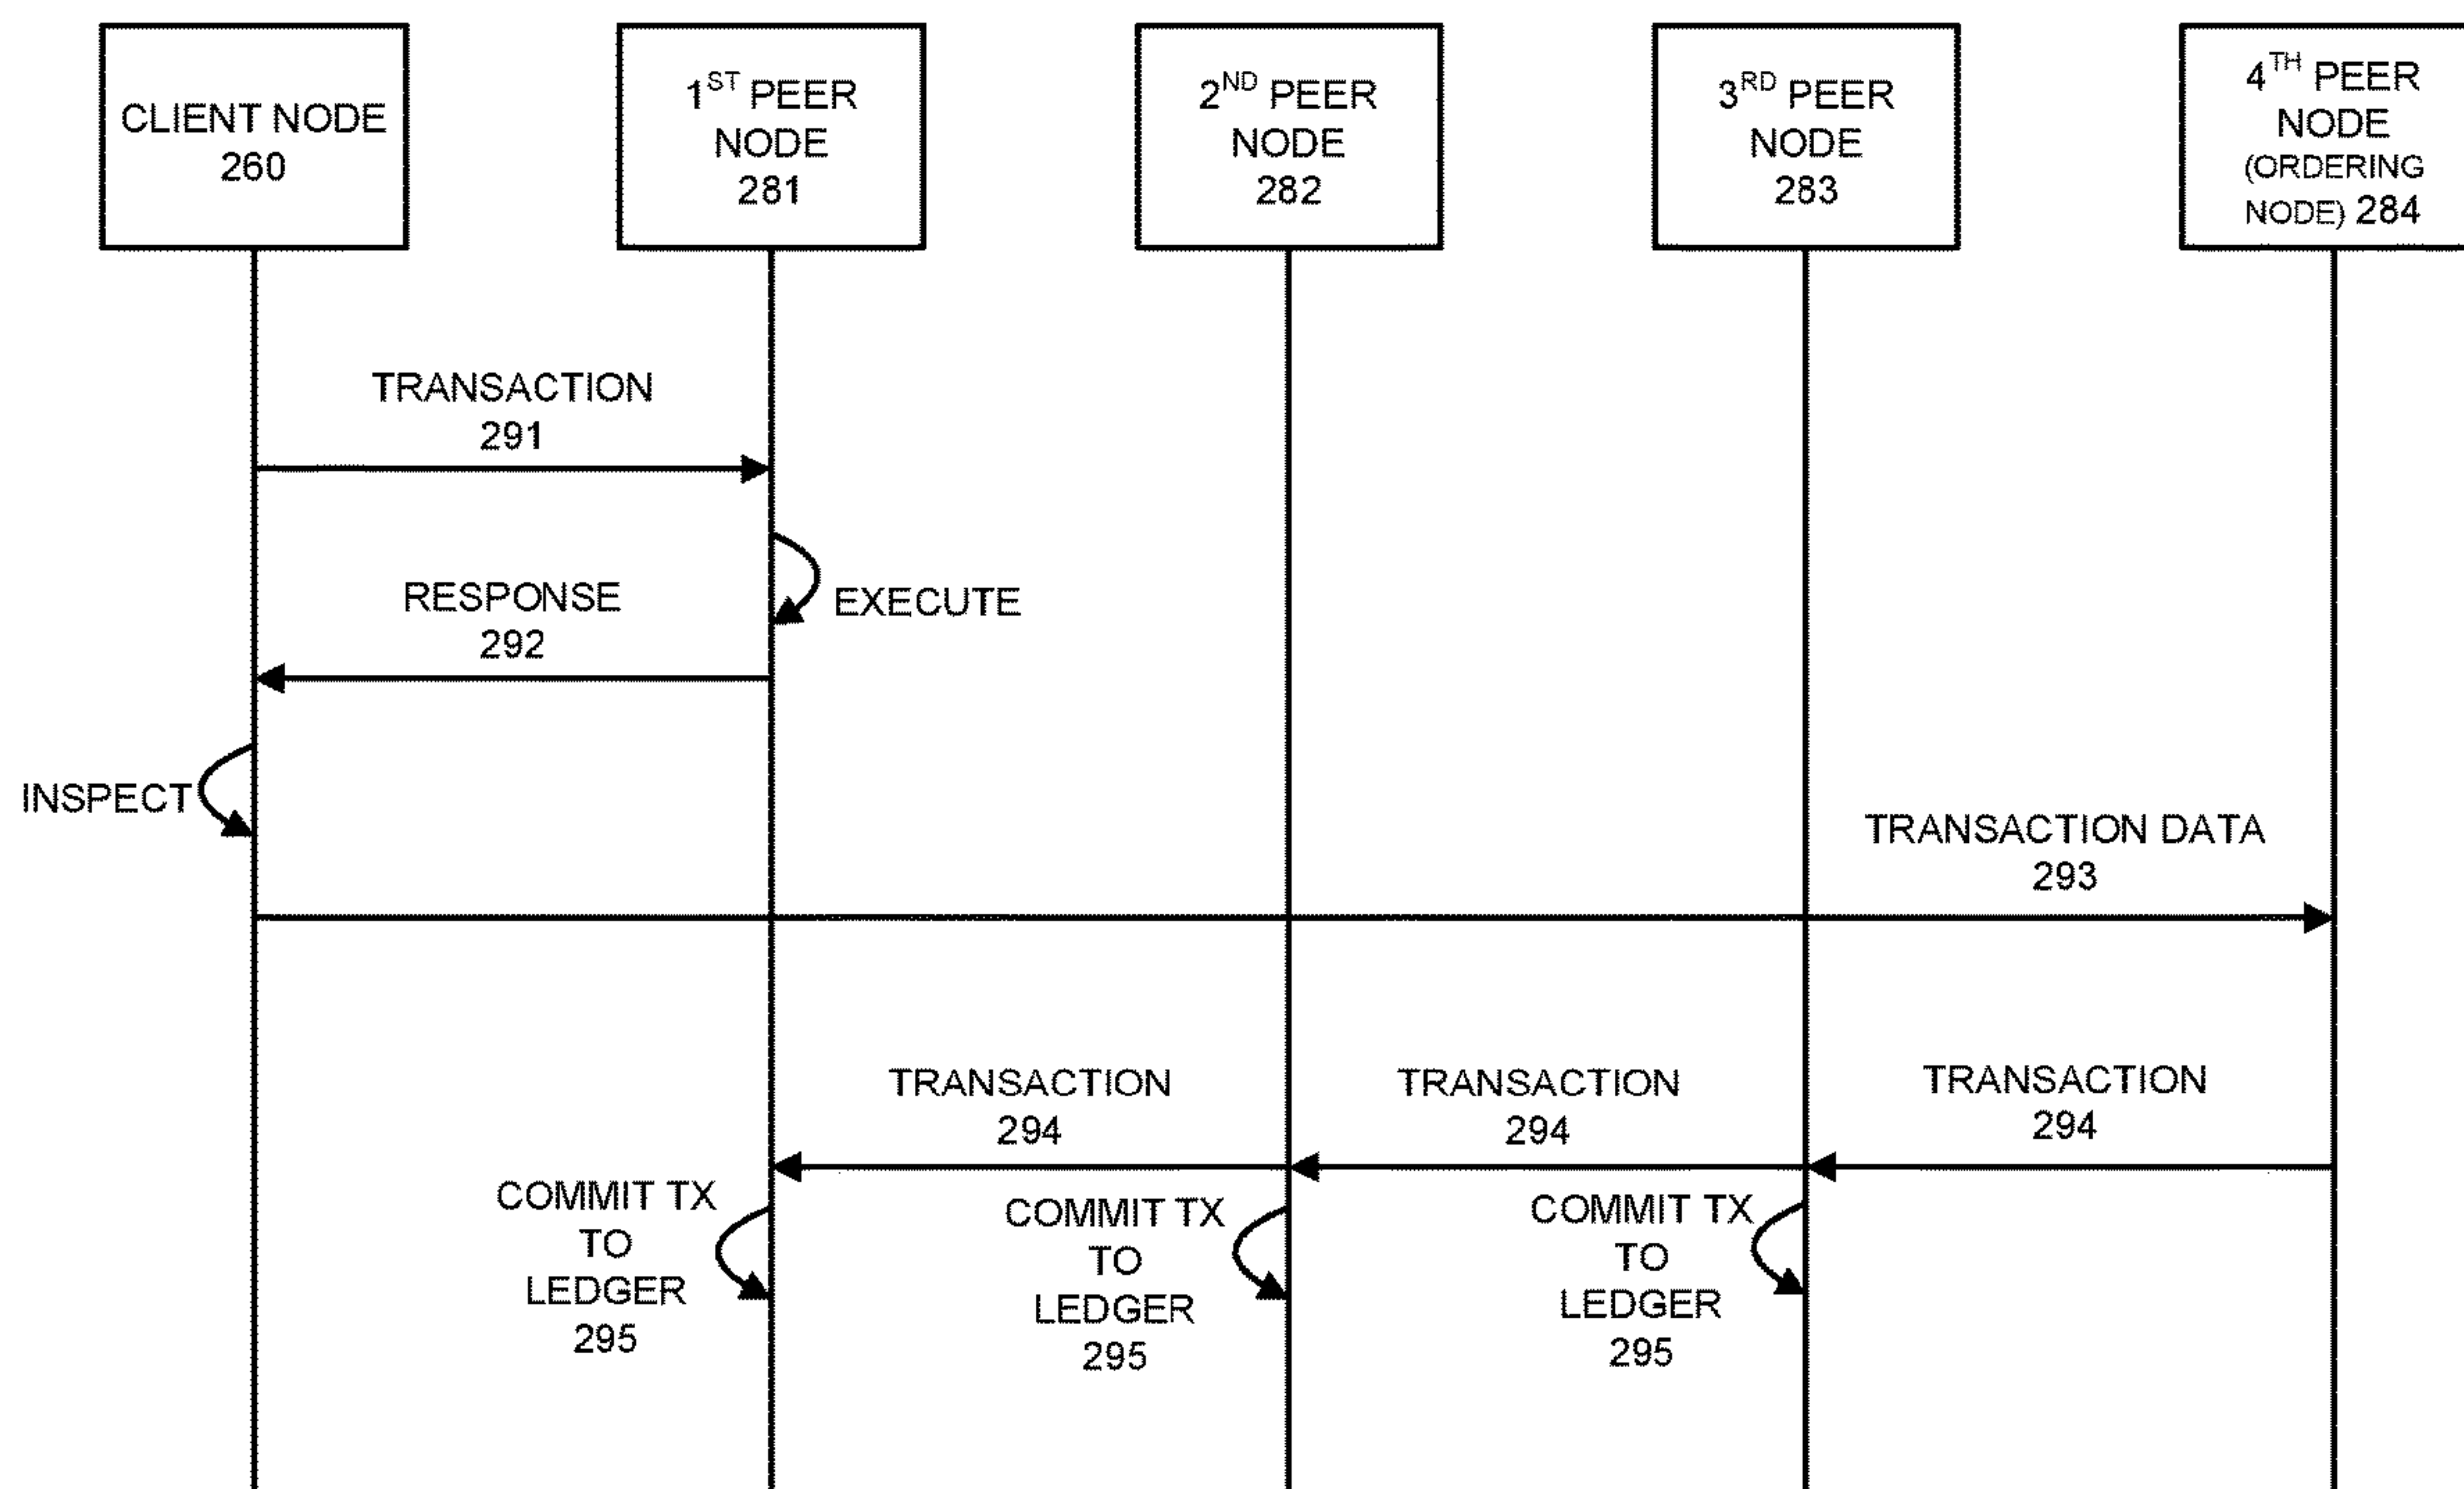 CLIENT NODE
260
1ST PEER
NODE
281
2ND PEER
NODE
282
3RD PEER
NODE
283
4TH PEER
NODE
(ORDERING
NODE) 284
TRANSACTION
291
EXECUTE
RESPONSE
292
INSPECT
TRANSACTION DATA
293
TRANSACTION
294
TRANSACTION
294
TRANSACTION
294
COMMIT TX
TO
LEDGER
295
COMMIT TX
TO
LEDGER
295
COMMIT TX
TO
LEDGER
295